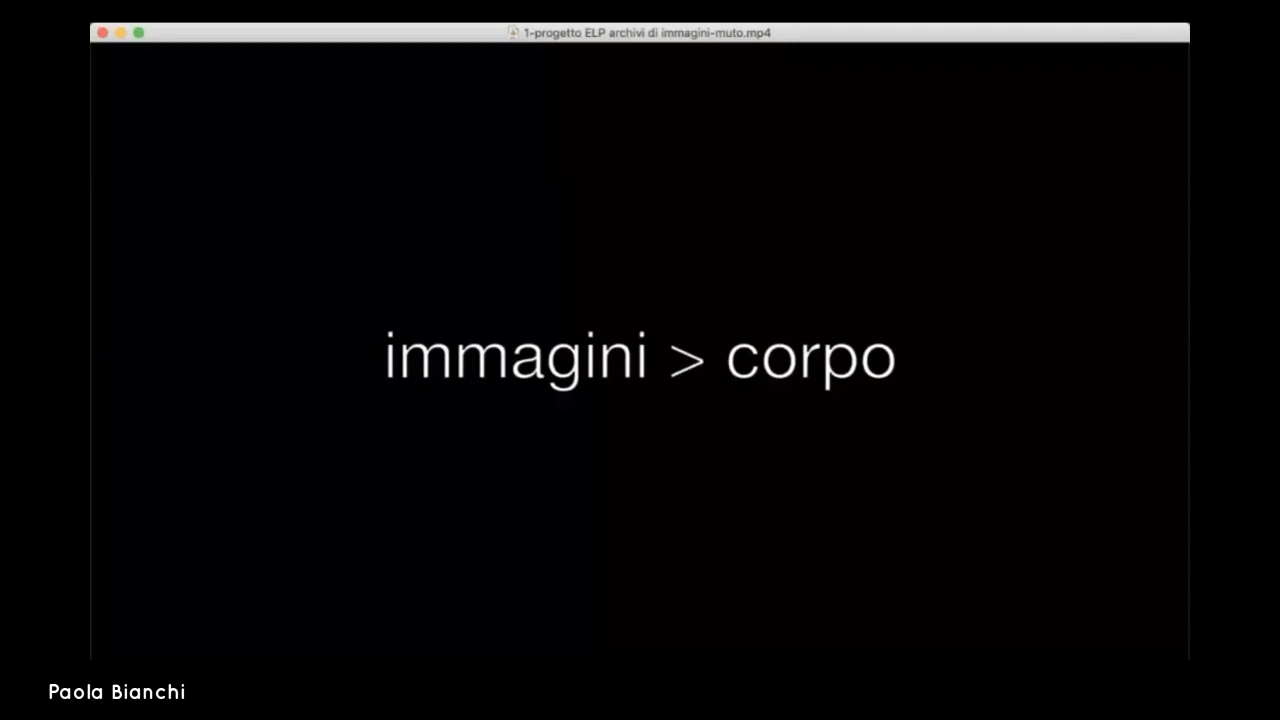 1-progetto ELP archivi di immagini-muto.mp4
immagini > corpo
Paola Bianchi